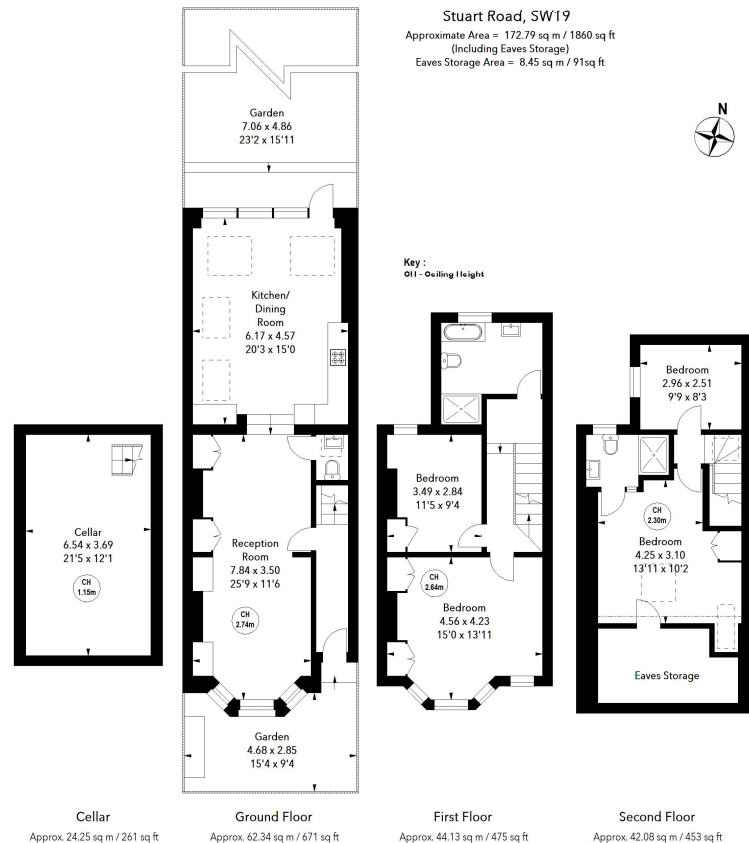 Stuart Road, SW19
Approximate Area = 172.79 sq m / 1860 sq ft
(Including Eaves Storage)
Eaves Storage Area = 8.45 sq m / 91sq ft
N
Garden
7.06 x 4.86
23'2 x 15'11
Key :
Kitchen/
Dining
Room
6.17 x 4.57
20'3 x 15'0
Bedroom
2.96 x 2.51
9'9 x 8'3
Cellar
6.54 x 3.69
21'5 x 12'1
CH
1.15m
Reception
Room
7.84 x 3.50
25'9 x 11'6
CH
2.74m
Bedroom
3.49 x 2.84
11'5 x 9'4
CH
2.64m
Bedroom
4.56 x 4.23
15'0 x 13'11
CH
2.30m
Bedroom
4.25 x 3.10
13'11 x 10'2
Eaves Storage
Garden
4.68 x 2.85
15'4 x 9'4
Cellar
Approx. 24.25 sq m / 261 sq ft
Ground Floor
Approx. 62.34 sq m / 671 sq ft
First Floor
Approx. 44.13 sq m / 475 sq ft
Second Floor
Approx. 42.08 sq m / 453 sq ft